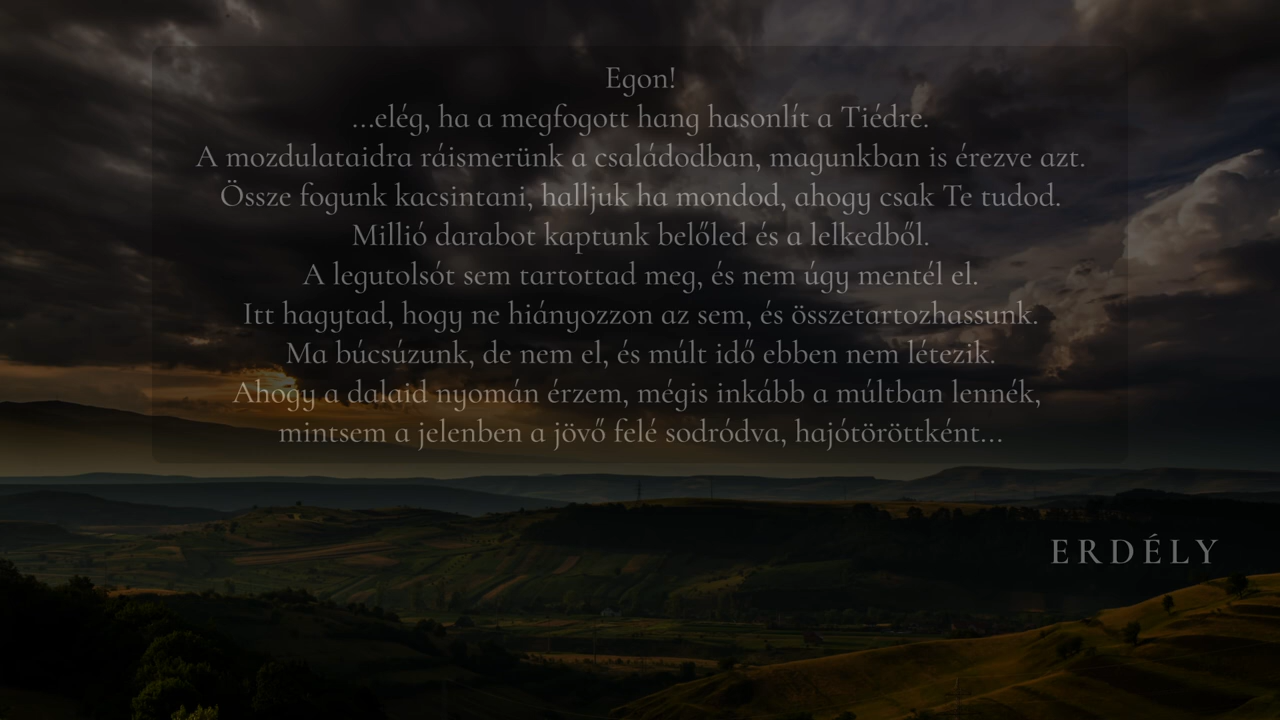 Egon!
...elég, ha a megfogott hang hasonlít a Tiédre.
A mozdulataidra ráismerünk a családodban, magunkban is érezve azt.
Össze fogunk kacsintani, halljuk ha mondod, ahogy csak Te tudod.
Millió darabot kaptunk belőled és a lelkedből.
A legutolsót sem tartottad meg, és nem úgy mentél el.
Itt hagytad, hogy ne hiányozzon az sem, és összetartozhassunk.
Ma búcsúzunk, de nem el, és múlt idő ebben nem létezik.
Ahogy a dalaid nyomán érzem, mégis inkább a múltban lennék,
mintsem a jelenben a jövő felé sodródva, hajótöröttként...
ERDÉLY